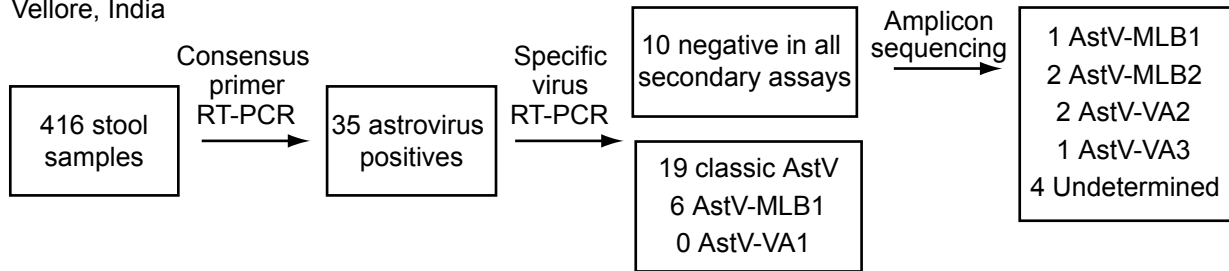 Vellore, India
416 stool
samples
Consensus
primer
RT-PCR
35 astrovirus
positives
Specific
virus
RT-PCR
10 negative in all
secondary assays
19 classic AstV
6 AstV-MLB1
0 AstV-VA1
Amplicon
sequencing
1 AstV-MLB1
2 AstV-MLB2
2 AstV-VA2
1 AstV-VA3
4 Undetermined